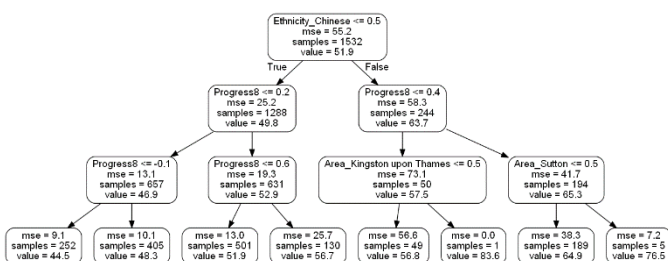 Ethnicity_Chinese <= 0.5
mse = 55.2
samples = 1532
value = 51.9
True
False
Progress8 <= 0.2
mse = 25.2
samples = 1288
value = 49.8
Progress8 <= 0.4
mse = 58.3
samples = 244
value = 63.7
Progress8 <= -0.1
mse = 13.1
samples = 657
value = 46.9
Progress8 <= 0.6
mse = 19.3
samples = 631
value = 52.9
Area_Kingston upon Thames <= 0.5
mse = 73.1
samples = 50
value = 57.5
Area_Sutton <= 0.5
mse = 41.7
samples = 194
value = 65.3
mse = 9.1
samples = 252
value = 44.5
mse = 10.1
samples = 405
value = 48.3
mse = 13.0
samples = 501
value = 51.9
mse = 25.7
samples = 130
value = 56.7
mse = 56.6
samples = 49
value = 56.8
mse = 0.0
samples = 1
value = 83.6
mse = 38.3
samples = 189
value = 64.9
mse = 7.2
samples = 5
value = 76.5